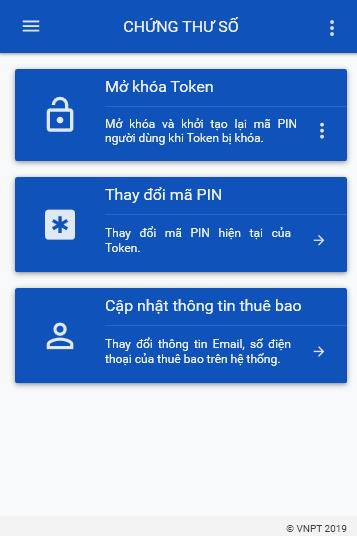 CHỨNG THƯ SỐ
Mở khóa Token
Mở khóa và khởi tạo lại mã PIN
người dùng khi Token bị khóa.
Thay đổi mã PIN
Thay đổi mã PIN hiện tại của
Token.
Cập nhật thông tin thuê bao
Thay đổi thông tin Email, số điện
thoại của thuê bao trên hệ thống.
© VNPT 2019